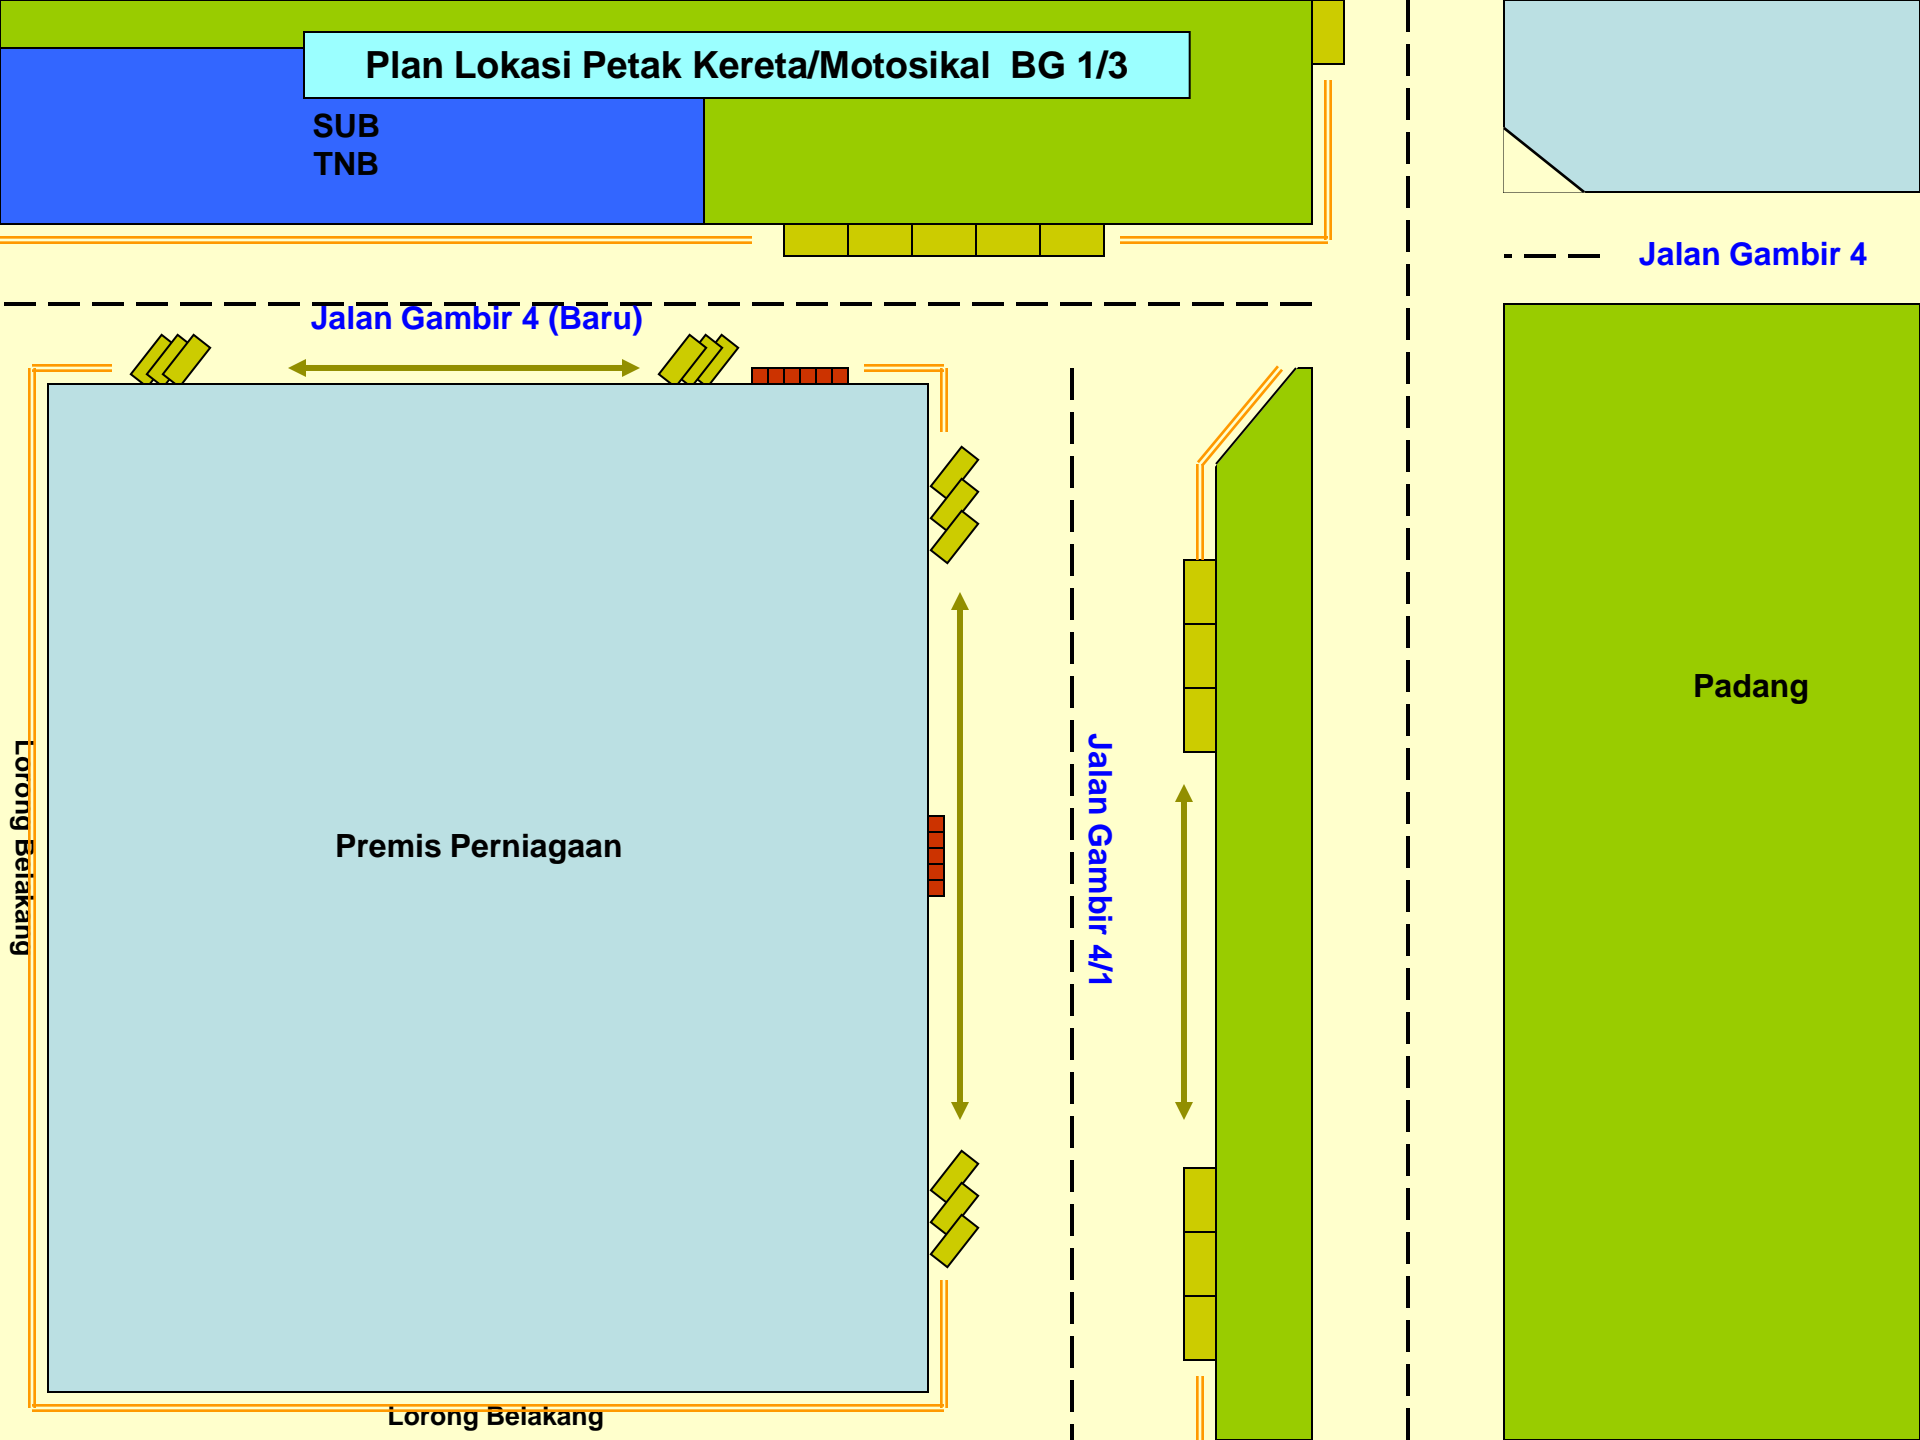 Plan Lokasi Petak Kereta/Motosikal  BG 1/3
SUB
TNB
Jalan Gambir 4
Jalan Gambir 4 (Baru)
Padang
Jalan Gambir 4/1
Lorong Belakang
Premis Perniagaan
Lorong Belakang